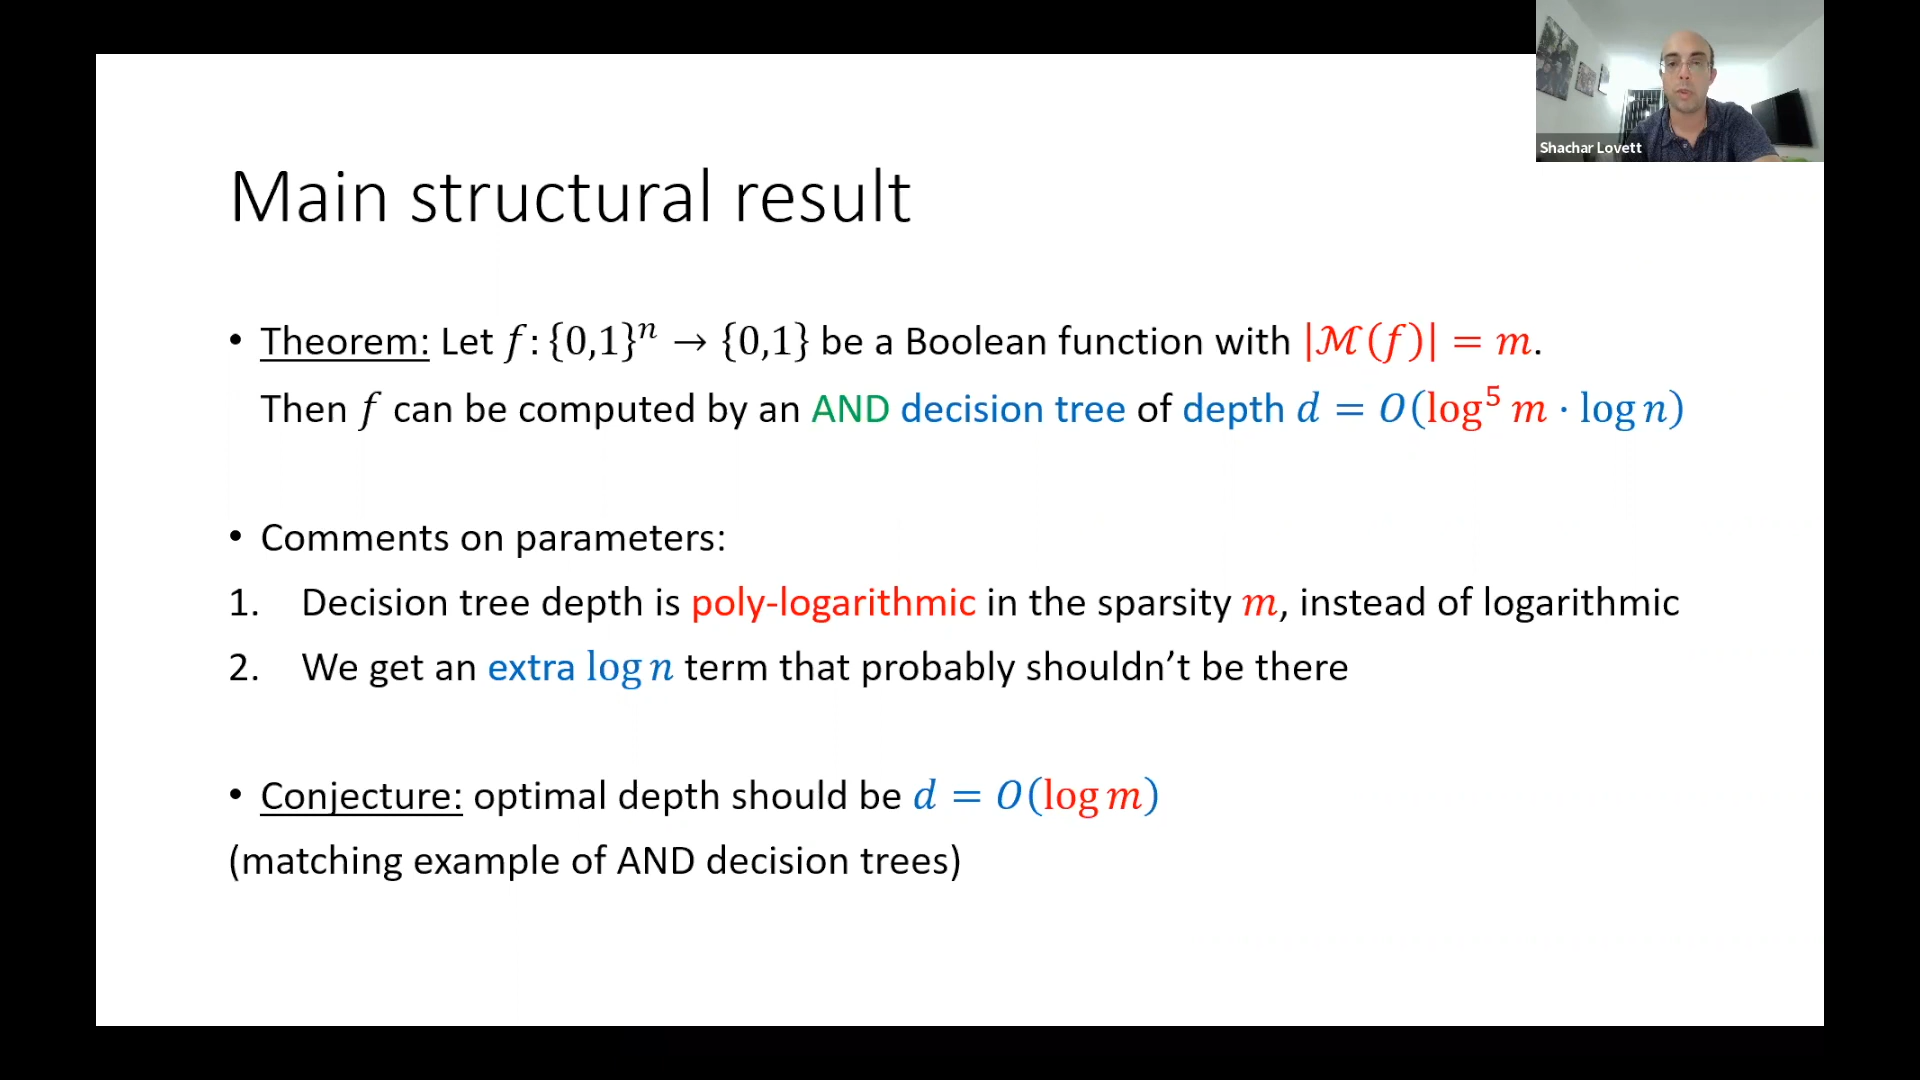 Shachar Lovett
Main structural result
• Theorem: Let f: {0,1}ⁿ → {0,1} be a Boolean function with |ℳ(f)| = m.
Then f can be computed by an AND decision tree of depth d = O(log⁵ m · log n)
• Comments on parameters:
1. Decision tree depth is poly-logarithmic in the sparsity m, instead of logarithmic
2. We get an extra log n term that probably shouldn’t be there
• Conjecture: optimal depth should be d = O(log m)
(matching example of AND decision trees)